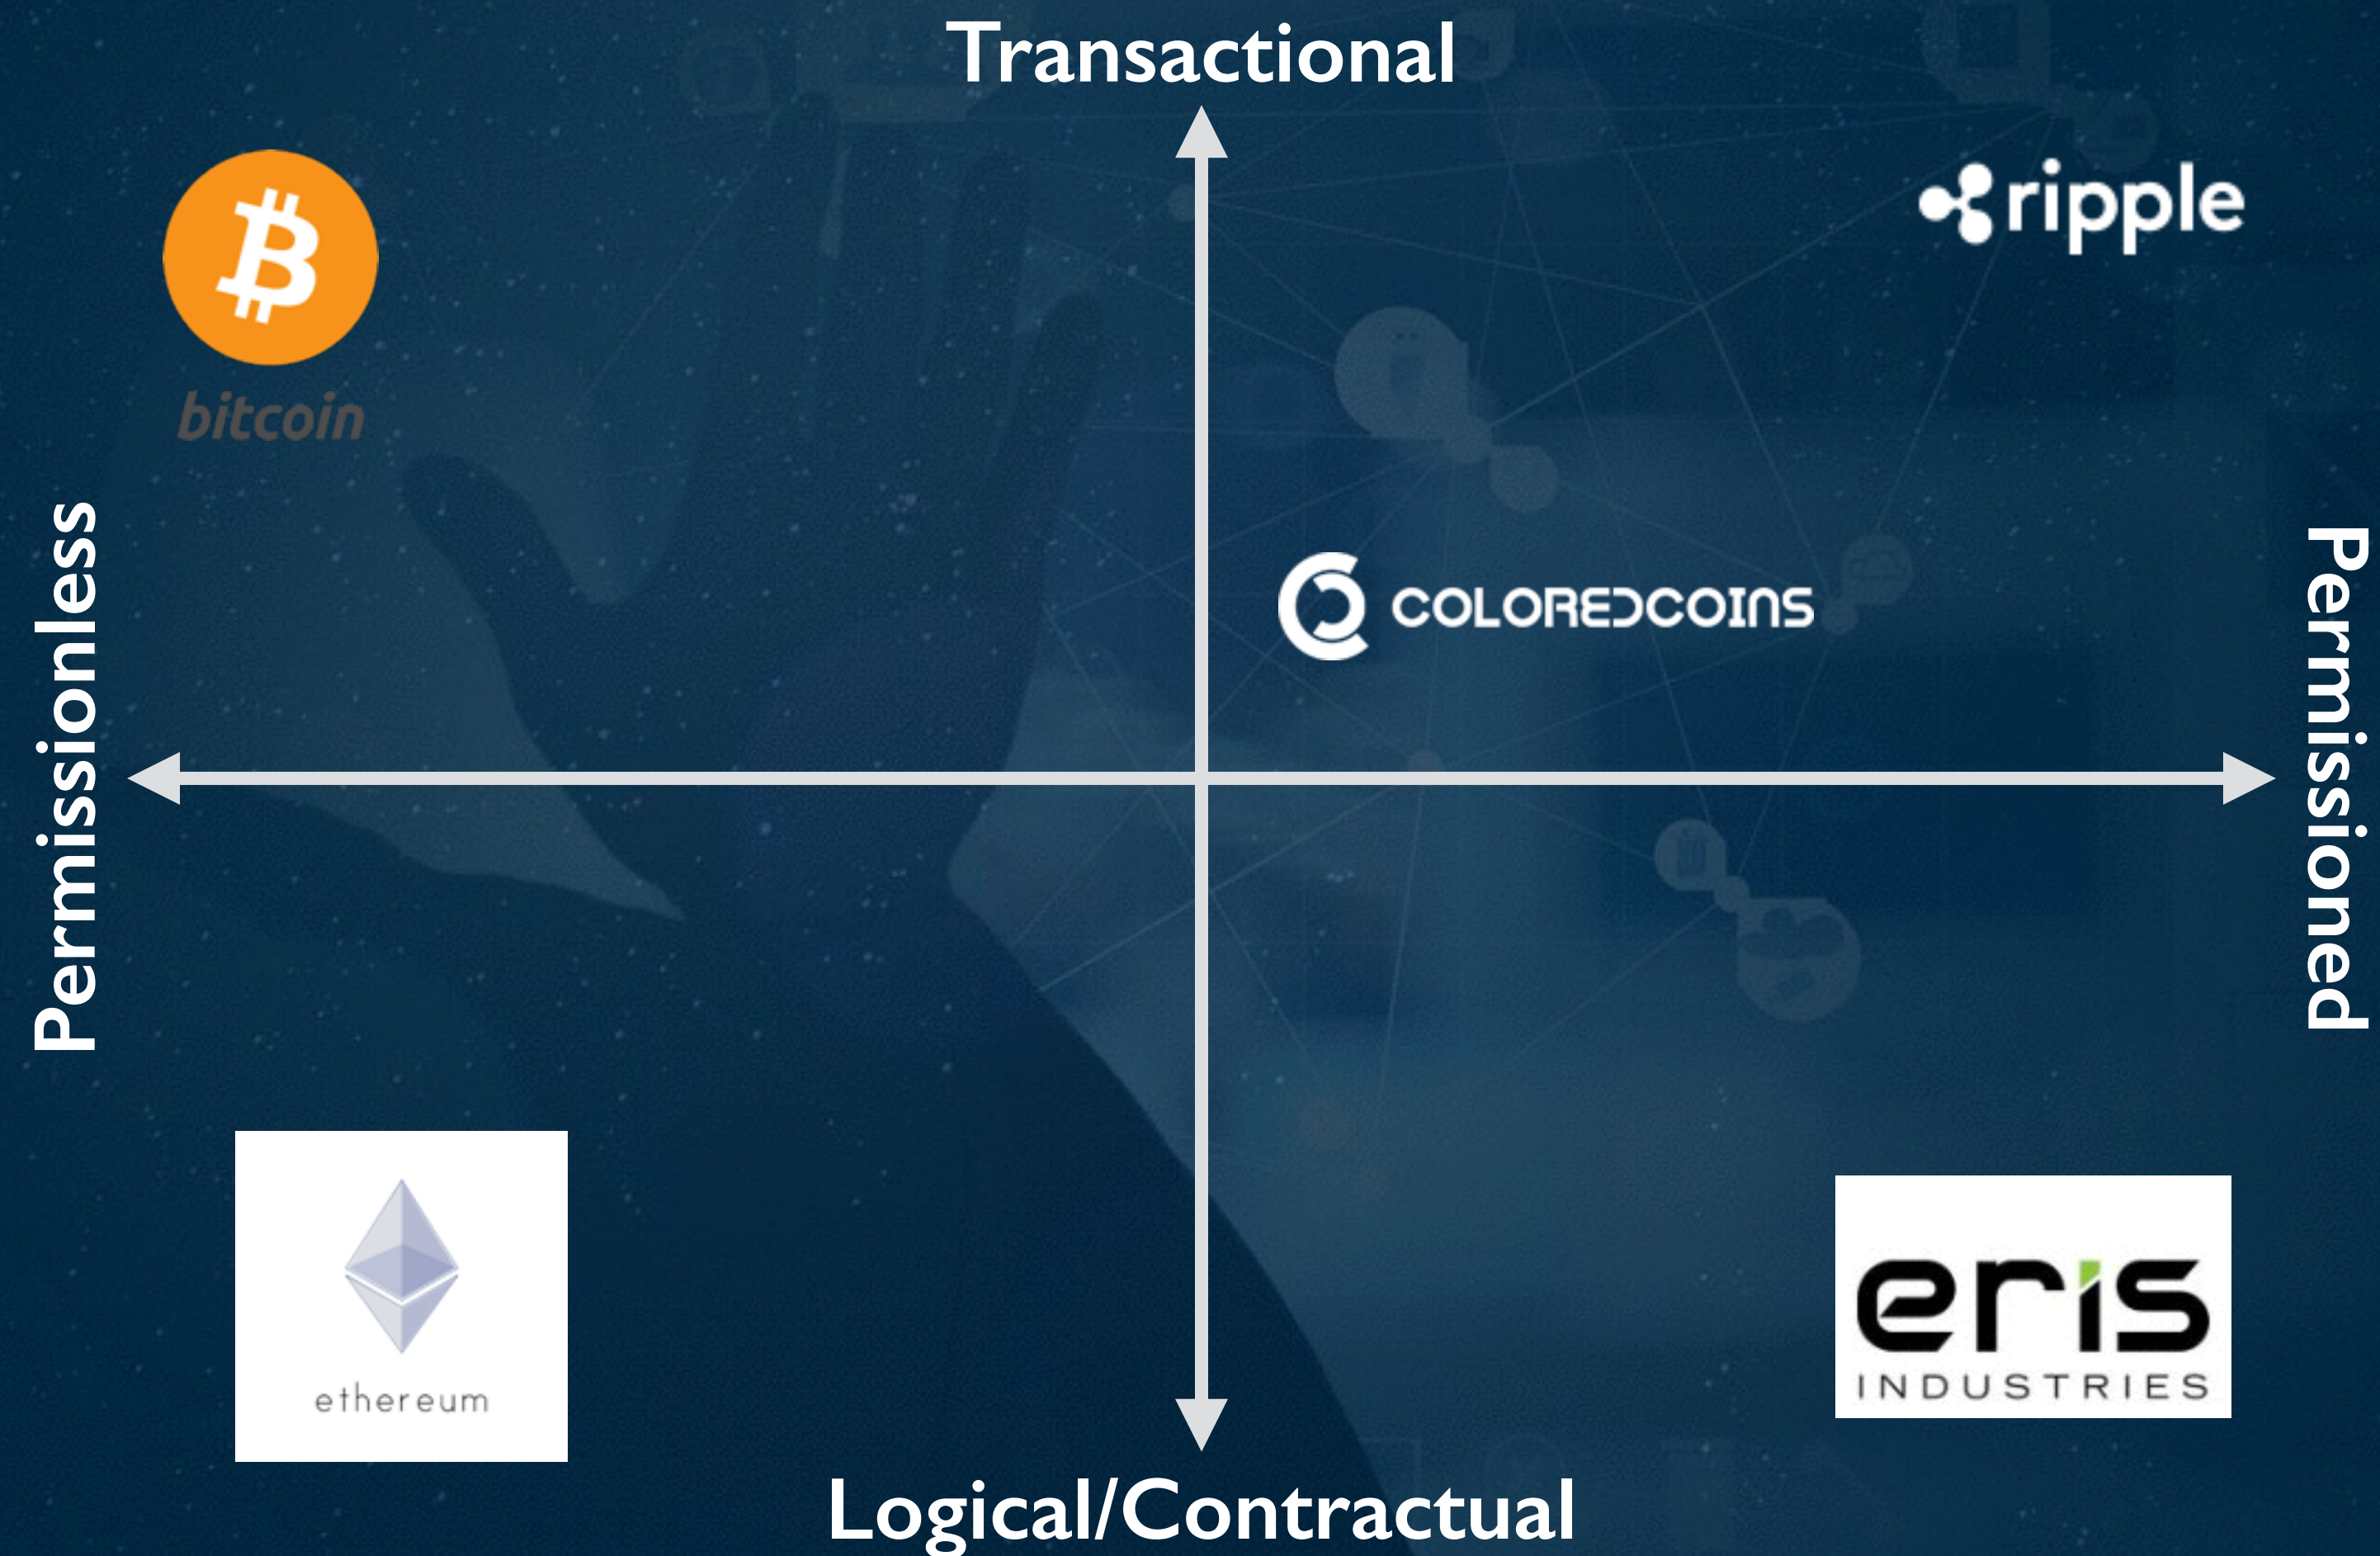 Transactional
ripple
bitcoin
Permissionless
COLOREDCOINS
Permissioned
ethereum
eris
INDUSTRIES
Logical/Contractual